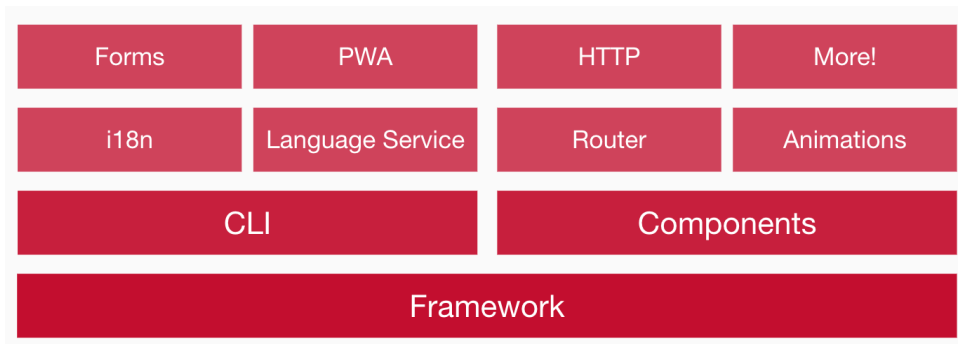 Forms
PWA
HTTP
More!
i18n
Language Service
Router
Animations
CLI
Components
Framework